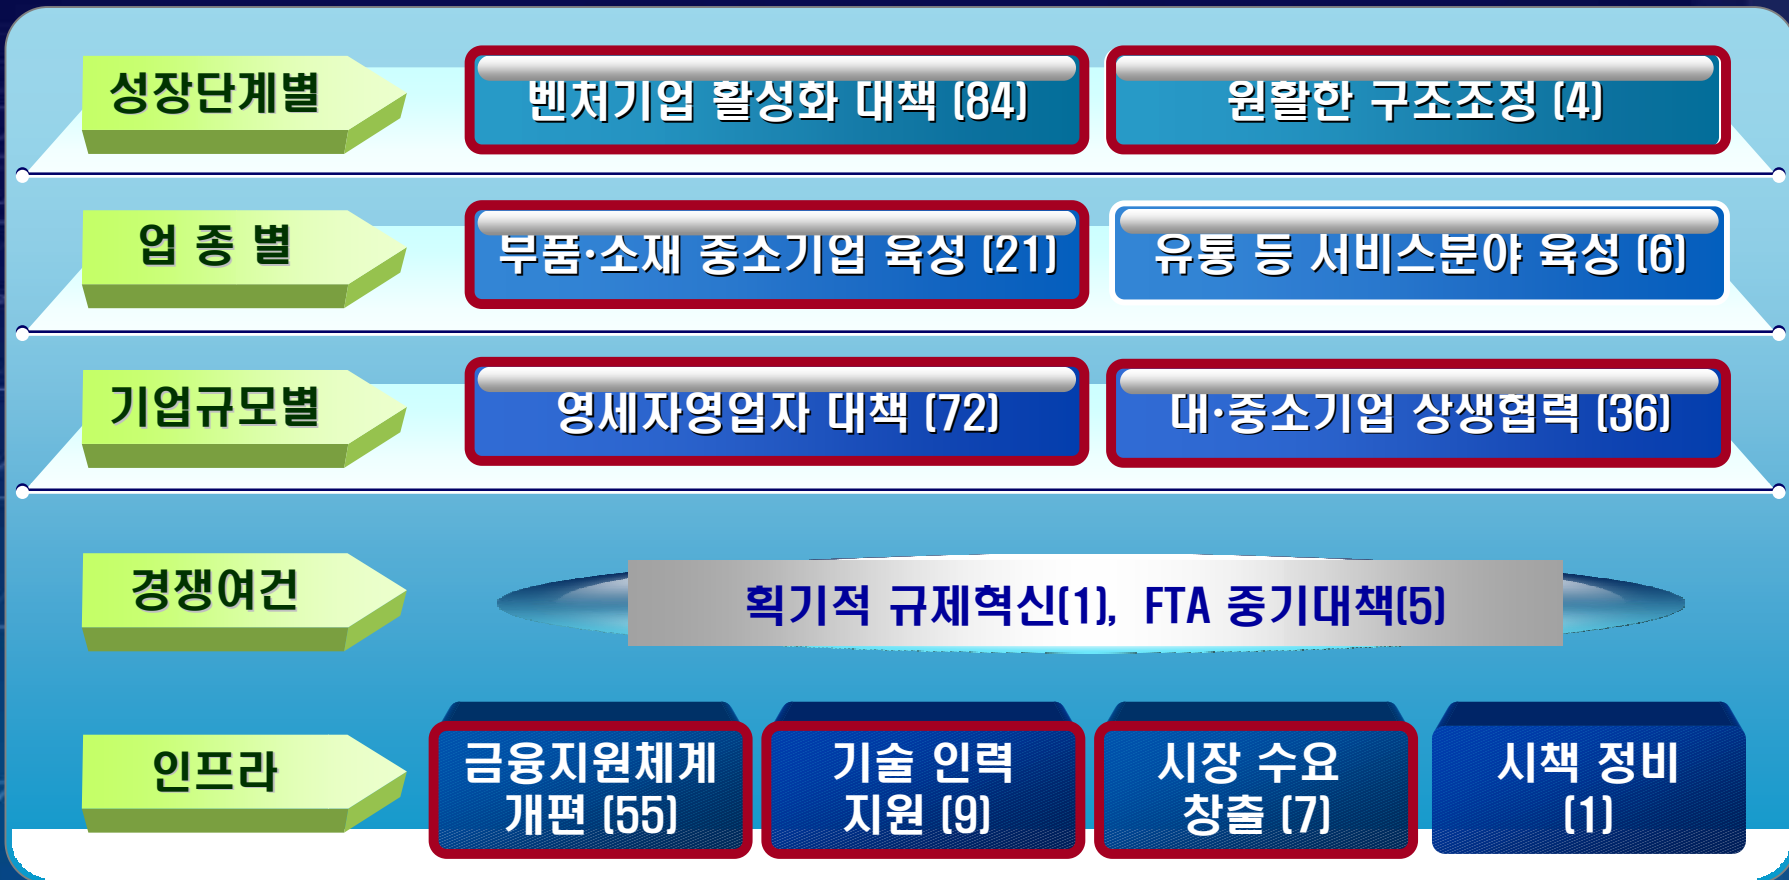 성장단계별
벤처기업 활성화 대책 (84)
원활한 구조조정 (4)
업 종 별
부품·소재 중소기업 육성 (21)
유통 등 서비스분야 육성 (6)
기업규모별
영세자영업자 대책 (72)
대·중소기업 상생협력 (36)
경쟁여건
획기적 규제혁신(1), FTA 중기대책(5)
인프라
금융지원체계
개편 (55)
기술 인력
지원 (9)
시장 수요
창출 (7)
시책 정비
(1)